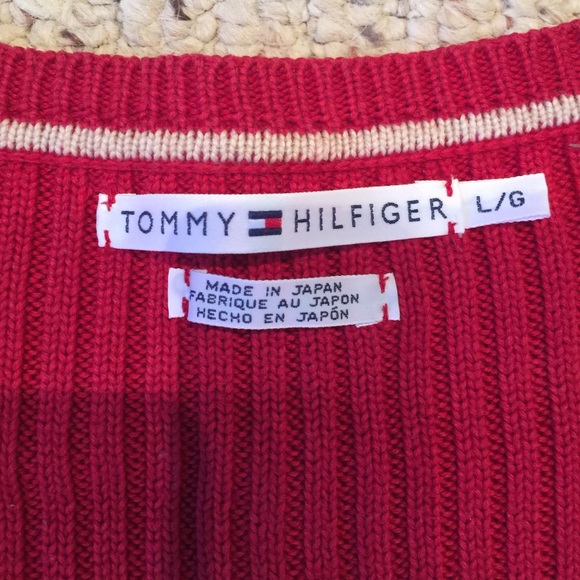 TOMMY HILFIGER L/G
MADE IN JAPAN
FABRIQUE AU JAPON
HECHO EN JAPÓN